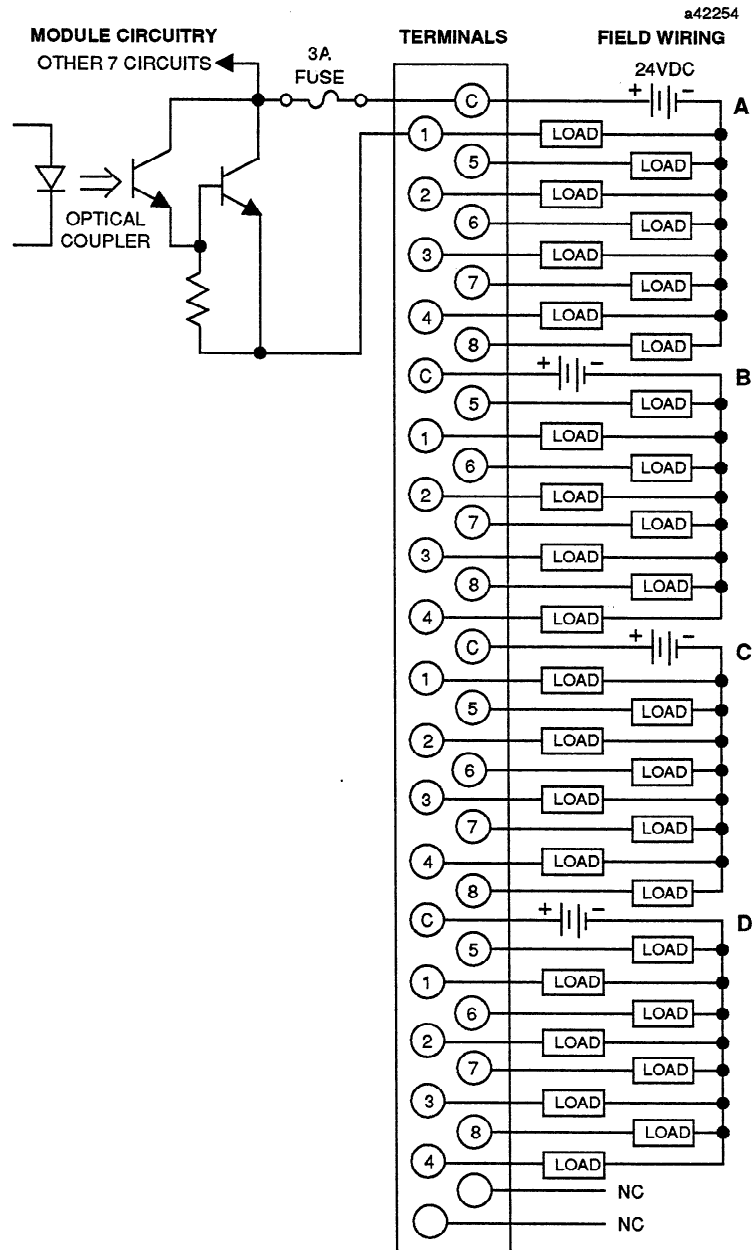 a42254
MODULE CIRCUITRY
TERMINALS
FIELD WIRING
OTHER 7 CIRCUITS
3A
FUSE
24VDC
C
+
−
A
1
LOAD
5
LOAD
OPTICAL
COUPLER
2
LOAD
6
LOAD
3
LOAD
7
LOAD
4
LOAD
8
LOAD
C
+
−
B
5
LOAD
1
LOAD
6
LOAD
2
LOAD
7
LOAD
3
LOAD
8
LOAD
4
LOAD
C
+
−
C
1
LOAD
5
LOAD
2
LOAD
6
LOAD
3
LOAD
7
LOAD
4
LOAD
8
LOAD
C
+
−
D
5
LOAD
1
LOAD
6
LOAD
2
LOAD
7
LOAD
3
LOAD
8
LOAD
4
LOAD
NC
NC